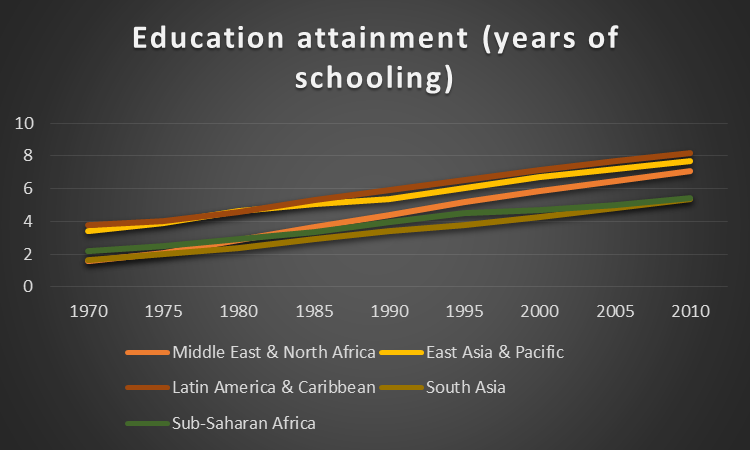 Education attainment (years of
schooling)
10
8
6
4
2
0
1970 1975 1980 1985 1990 1995 2000 2005 2010
Middle East & North Africa East Asia & Pacific
Latin America & Caribbean South Asia
Sub-Saharan Africa